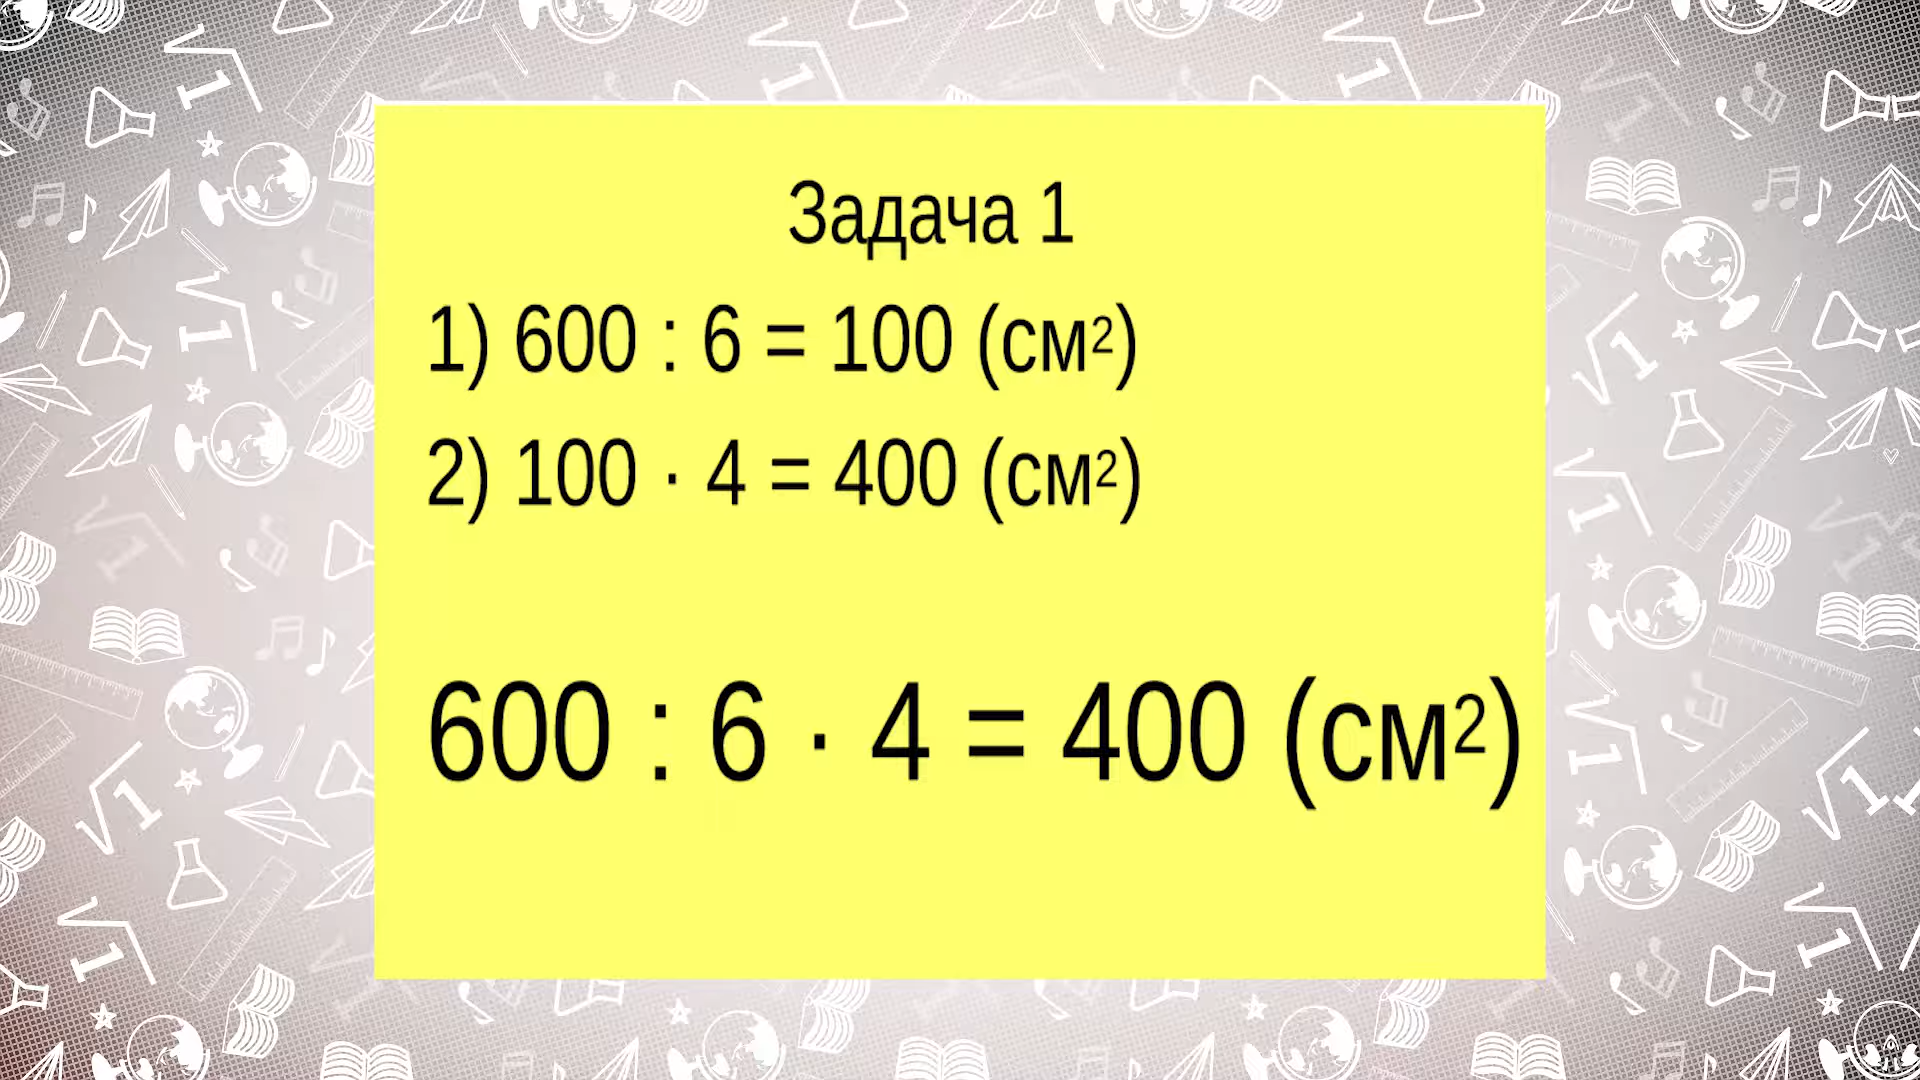 Задача 1
1) 600 : 6 = 100 (см²)
2) 100 · 4 = 400 (см²)
600 : 6 · 4 = 400 (см²)